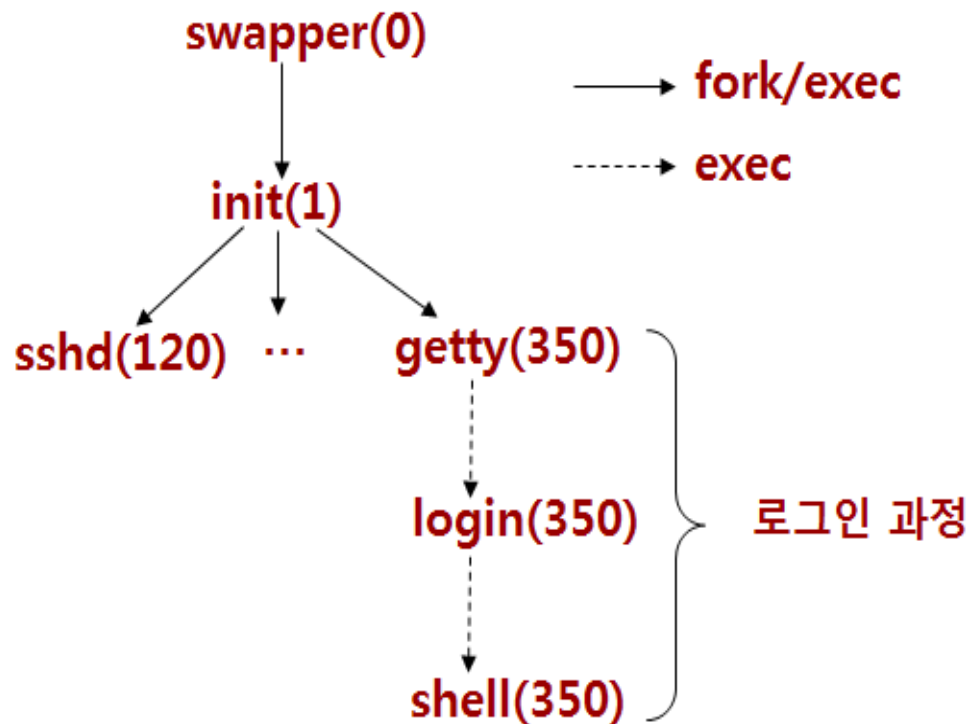 swapper(0)
fork/exec
exec
init(1)
sshd(120) ... getty(350)
login(350)
로그인 과정
shell(350)